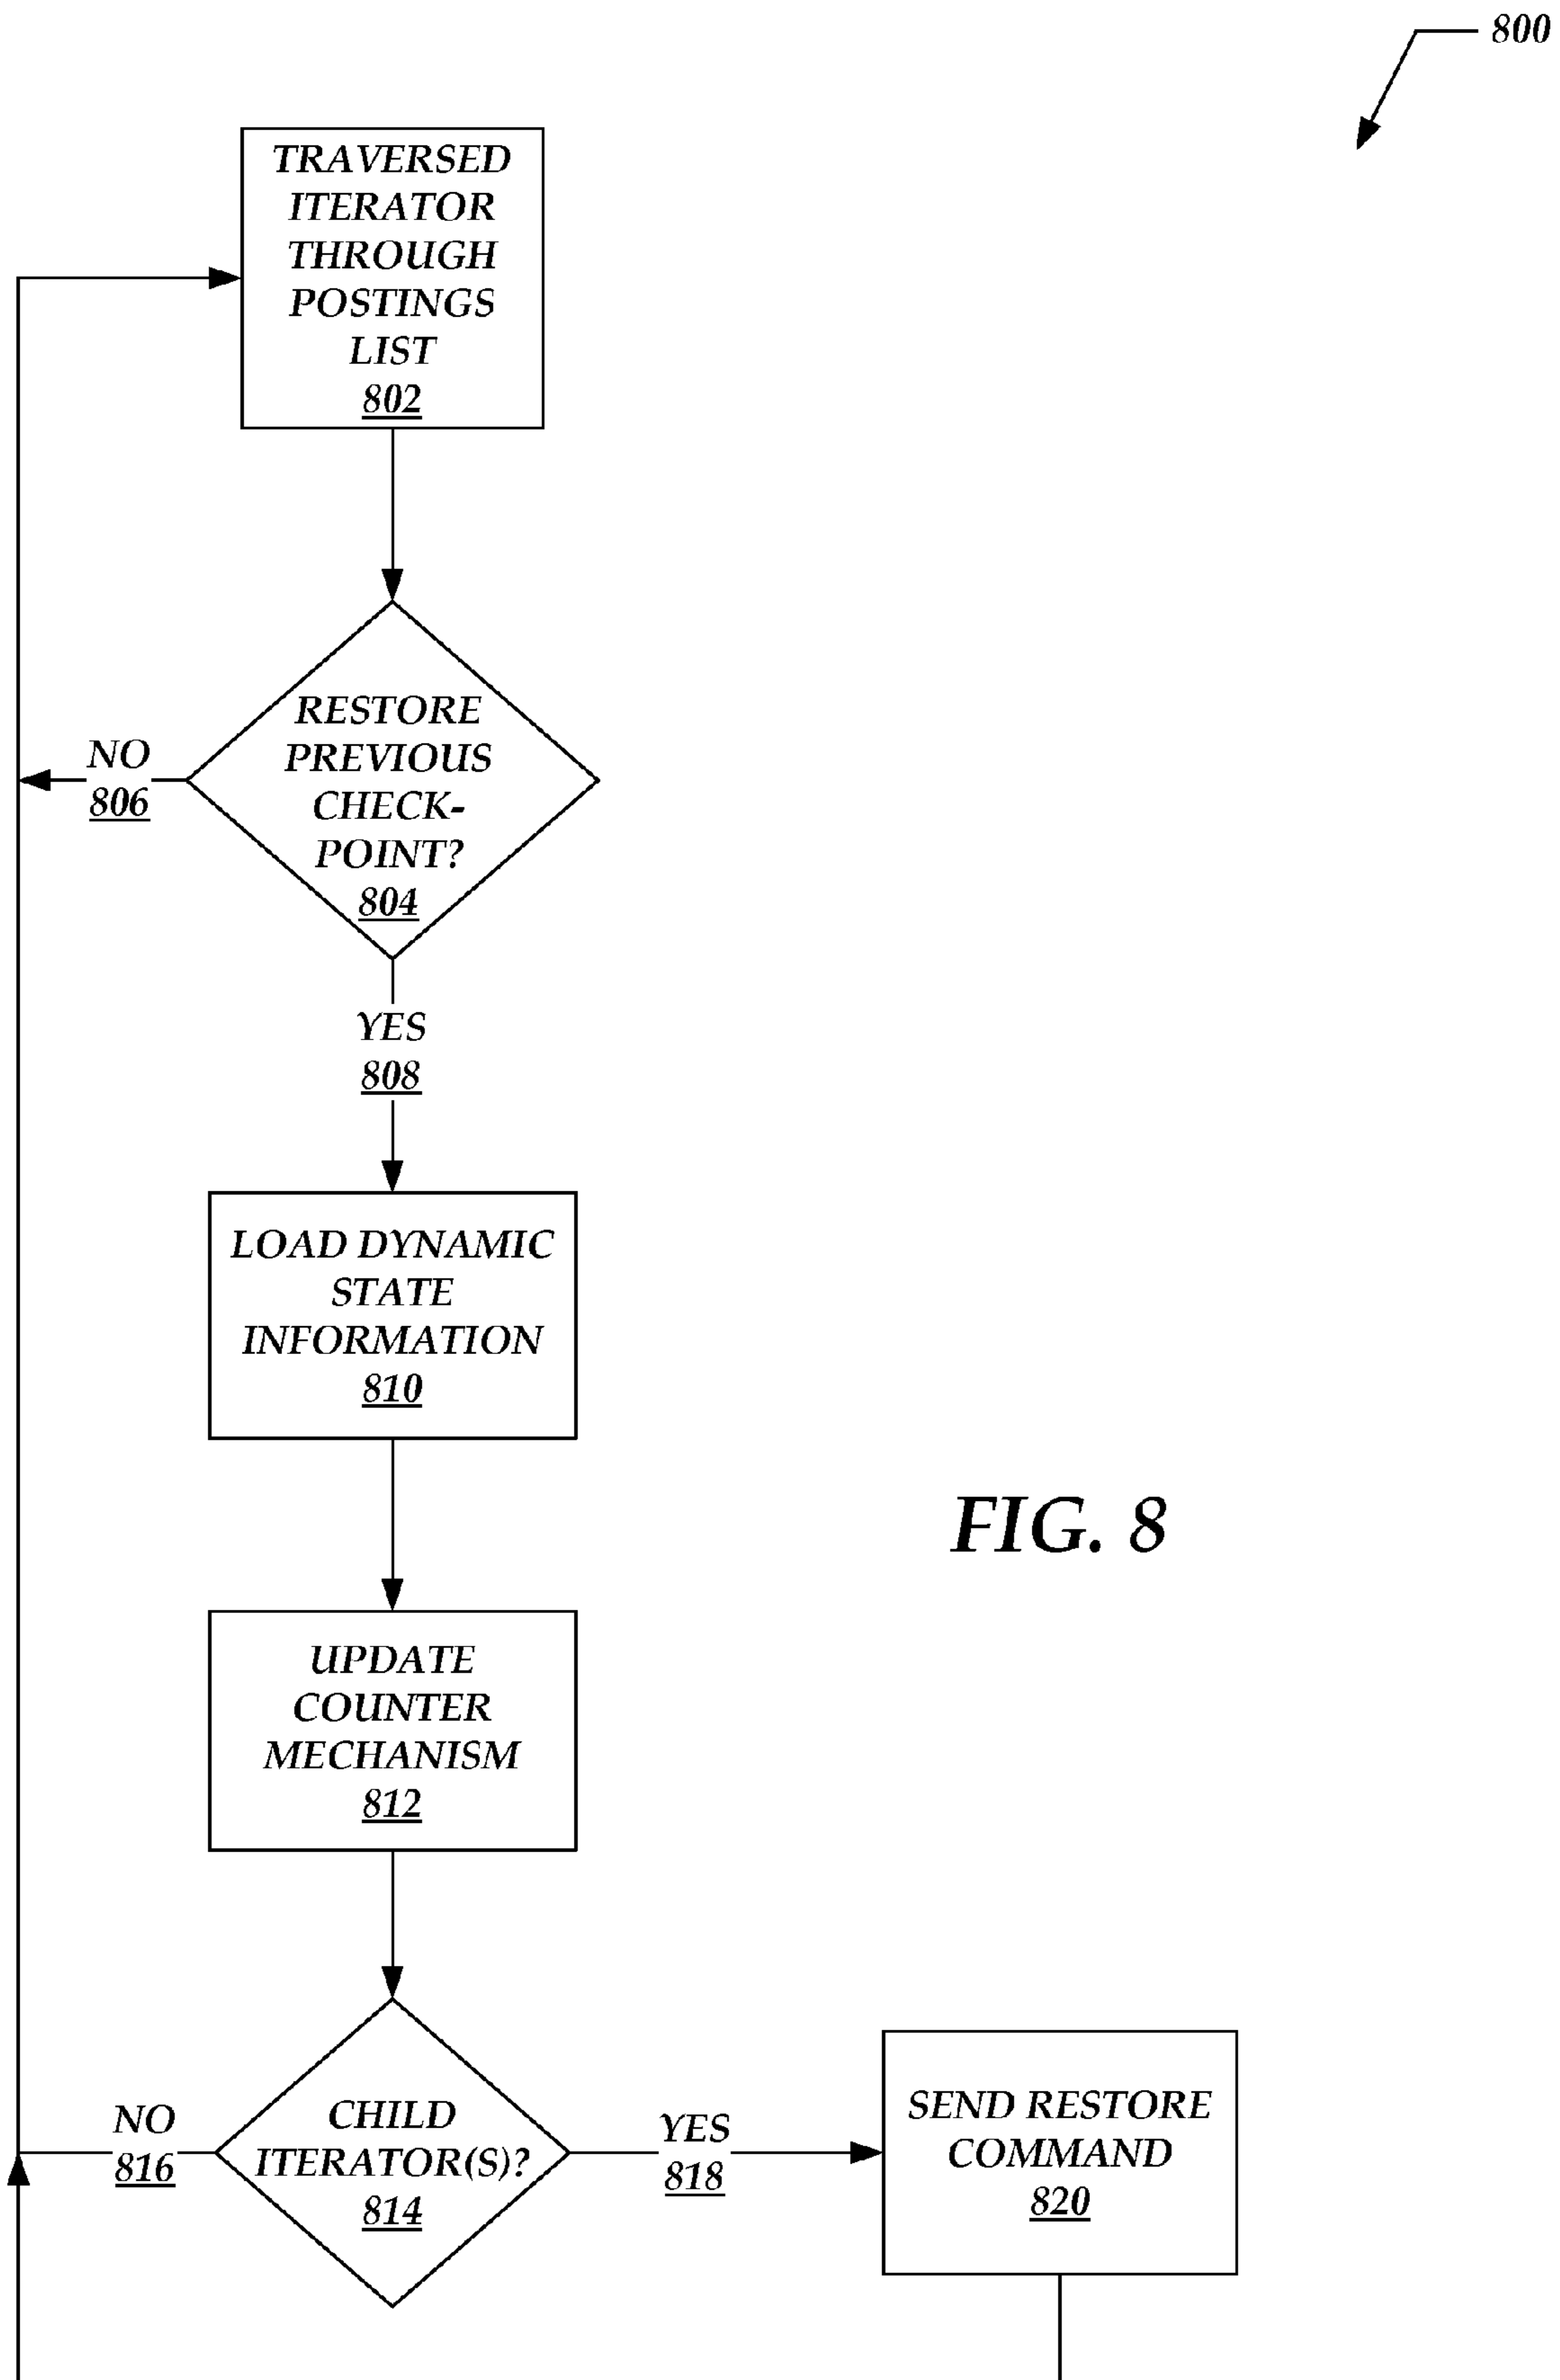 800
TRAVERSED
ITERATOR
THROUGH
POSTINGS
LIST
802
RESTORE
PREVIOUS
CHECK-
POINT?
804
NO
806
YES
808
LOAD DYNAMIC
STATE
INFORMATION
810
FIG. 8
UPDATE
COUNTER
MECHANISM
812
CHILD
ITERATOR(S)?
814
NO
816
YES
818
SEND RESTORE
COMMAND
820